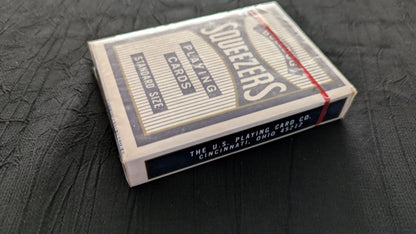 SQUEEZERS
PLAYING
CARDS
STANDARD SIZE
THE U.S. PLAYING CARD CO.
CINCINNATI, OHIO 45212